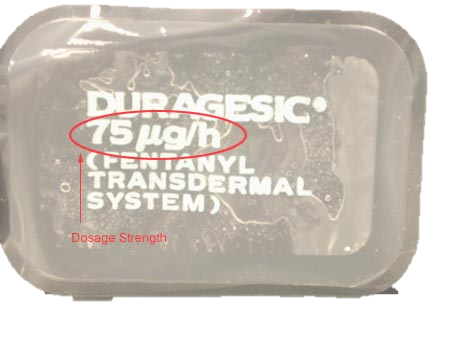 DURAGESIC®
75 µg/h
(FENTANYL
TRANSDERMAL
SYSTEM)
Dosage Strength